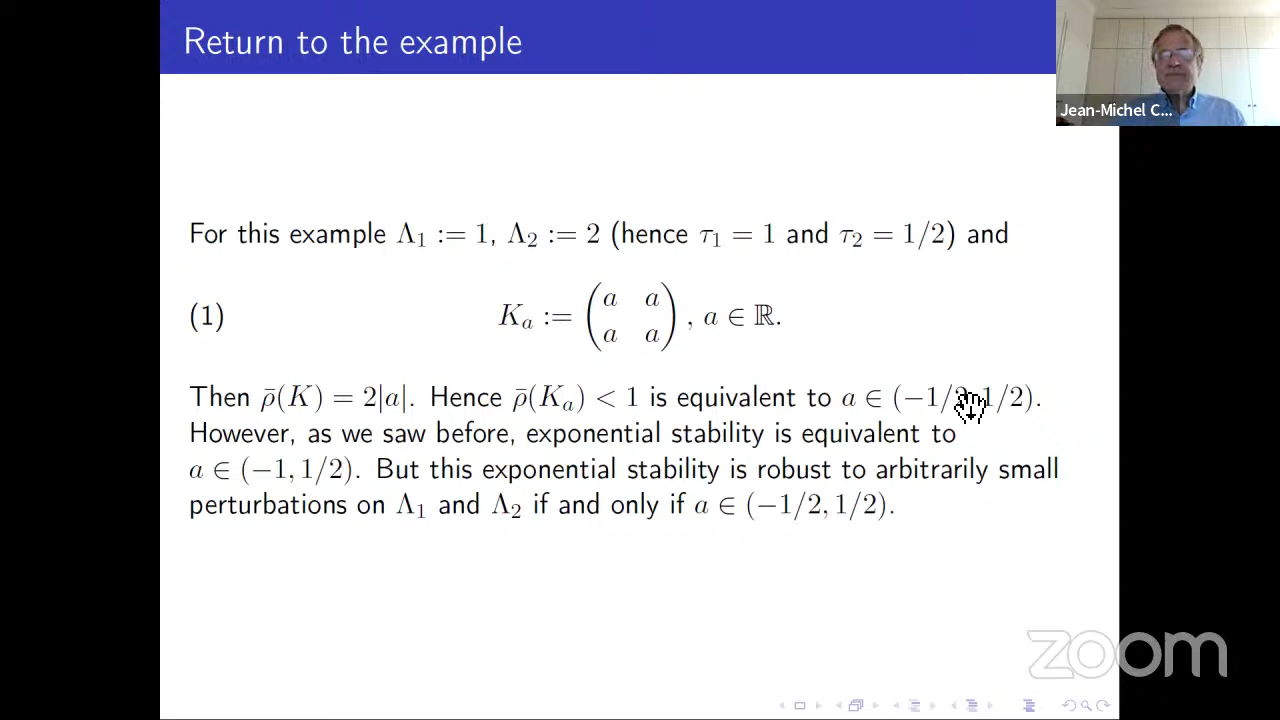 Return to the example
Jean-Michel C...
For this example Λ₁ := 1, Λ₂ := 2 (hence τ₁ = 1 and τ₂ = 1/2) and
(1) K_a := (a a; a a), a ∈ ℝ.
Then ρ̄(K) = 2|a|. Hence ρ̄(K_a) < 1 is equivalent to a ∈ (−1/2, 1/2).
However, as we saw before, exponential stability is equivalent to
a ∈ (−1, 1/2). But this exponential stability is robust to arbitrarily small
perturbations on Λ₁ and Λ₂ if and only if a ∈ (−1/2, 1/2).
zoom